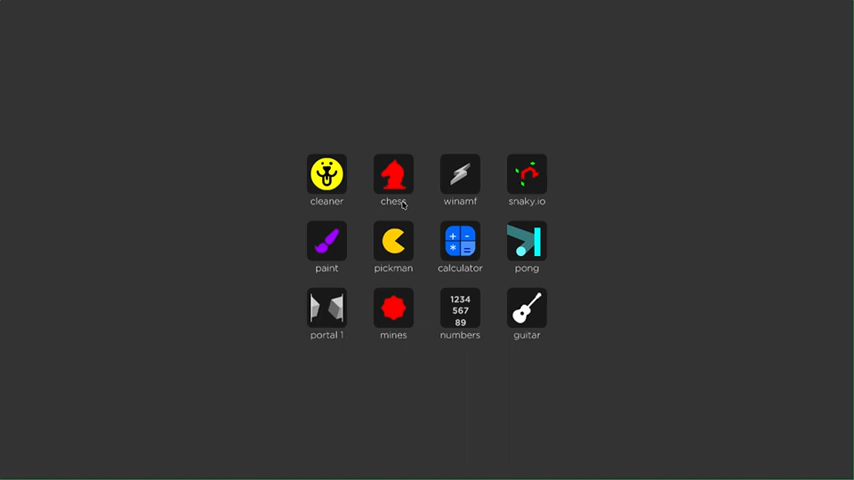 cleaner chess winamf snaky.io
paint pickman calculator pong
1234
567
89
portal 1 mines numbers guitar